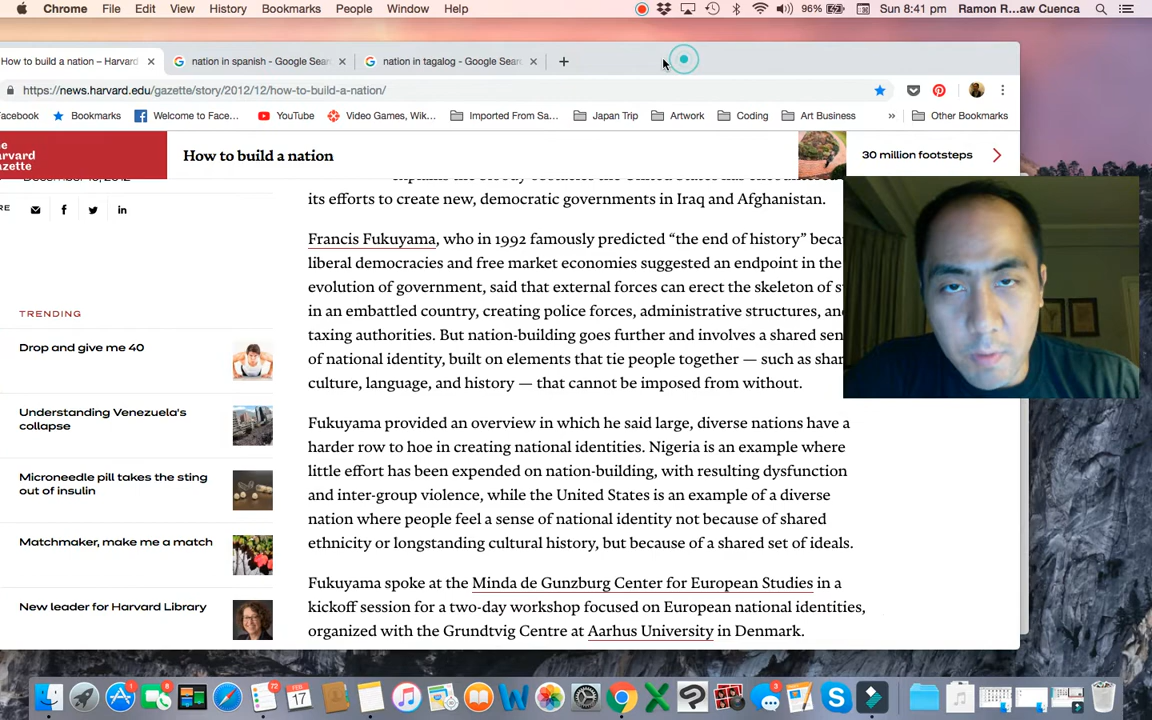 Chrome File Edit View History Bookmarks People Window Help 96% Sun 8:41 pm Ramon R...aw Cuenca
How to build a nation – Harvard nation in spanish - Google Sear nation in tagalog - Google Searc
https://news.harvard.edu/gazette/story/2012/12/how-to-build-a-nation/
Facebook Bookmarks Welcome to Face... YouTube Video Games, Wik... Imported From Sa... Japan Trip Artwork Coding Art Business » Other Bookmarks
Harvard
Gazette
How to build a nation
30 million footsteps
its efforts to create new, democratic governments in Iraq and Afghanistan.
Francis Fukuyama, who in 1992 famously predicted “the end of history” beca
liberal democracies and free market economies suggested an endpoint in the
evolution of government, said that external forces can erect the skeleton of s
in an embattled country, creating police forces, administrative structures, an
taxing authorities. But nation-building goes further and involves a shared sen
of national identity, built on elements that tie people together — such as shar
culture, language, and history — that cannot be imposed from without.
Fukuyama provided an overview in which he said large, diverse nations have a
harder row to hoe in creating national identities. Nigeria is an example where
little effort has been expended on nation-building, with resulting dysfunction
and inter-group violence, while the United States is an example of a diverse
nation where people feel a sense of national identity not because of shared
ethnicity or longstanding cultural history, but because of a shared set of ideals.
Fukuyama spoke at the Minda de Gunzburg Center for European Studies in a
kickoff session for a two-day workshop focused on European national identities,
organized with the Grundtvig Centre at Aarhus University in Denmark.
TRENDING
Drop and give me 40
Understanding Venezuela's
collapse
Microneedle pill takes the sting
out of insulin
Matchmaker, make me a match
New leader for Harvard Library
1
8
72
FEB
17
3